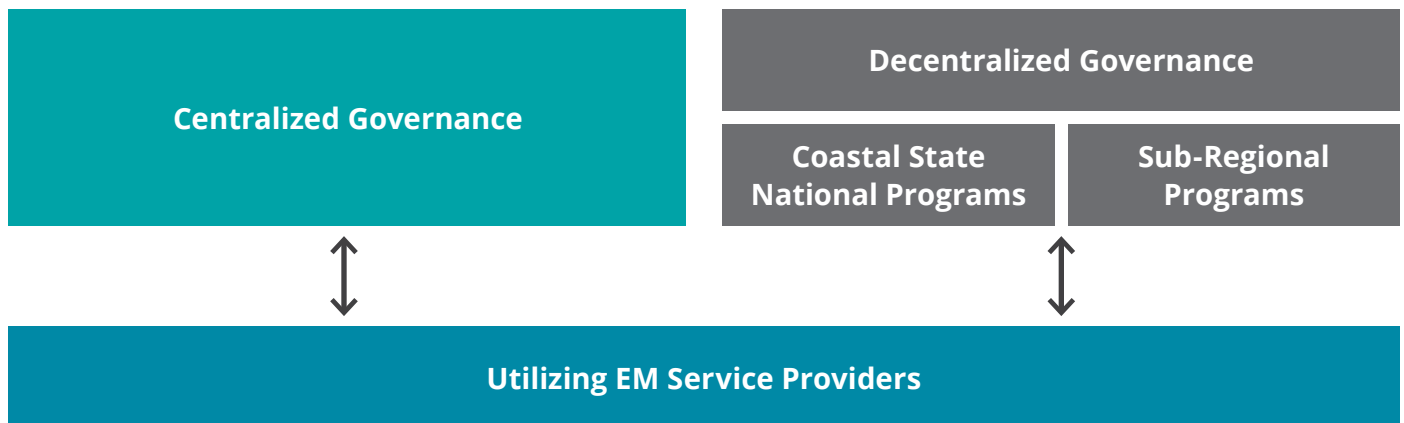 Centralized Governance
Decentralized Governance
Coastal State
National Programs
Sub-Regional
Programs
Utilizing EM Service Providers